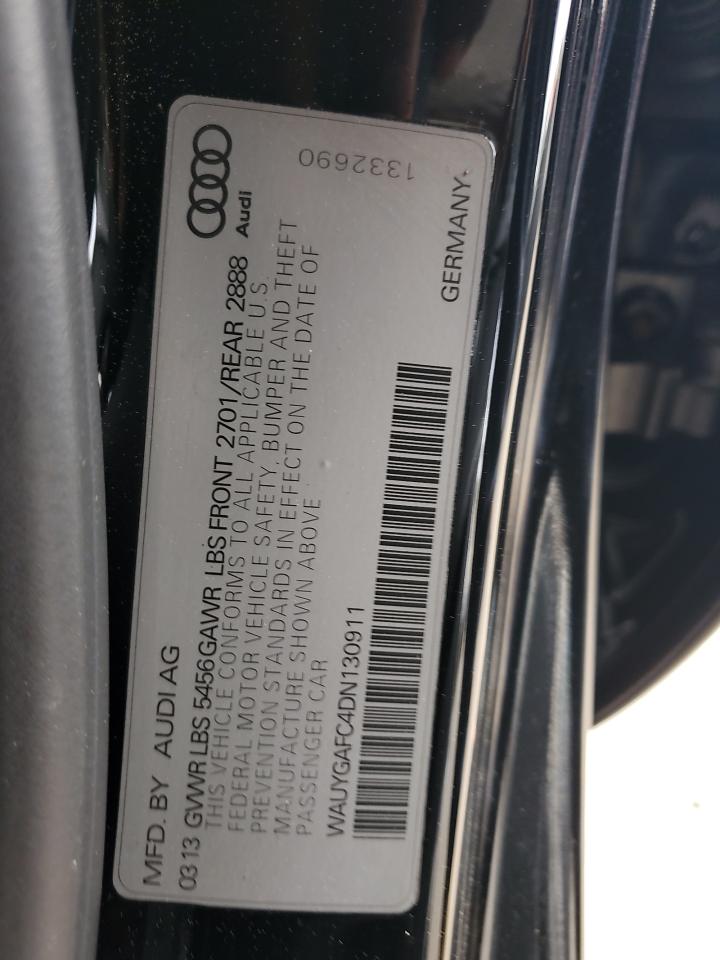 MFD. BY AUDI AG
Audi
0313 GVWR LBS 5456 GAWR LBS FRONT 2701/REAR 2888
THIS VEHICLE CONFORMS TO ALL APPLICABLE U.S.
FEDERAL MOTOR VEHICLE SAFETY, BUMPER AND THEFT
PREVENTION STANDARDS IN EFFECT ON THE DATE OF
MANUFACTURE SHOWN ABOVE
PASSENGER CAR
1332690
WAUYGAFC4DN130911
GERMANY